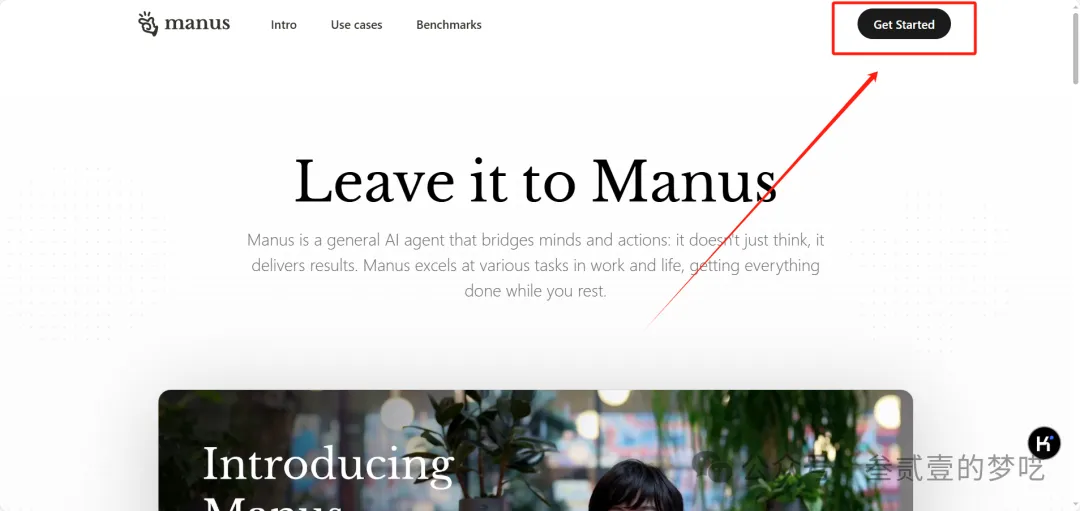 manus
Intro
Use cases
Benchmarks
Get Started
Leave it to Manus
Manus is a general AI agent that bridges minds and actions: it doesn't just think, it
delivers results. Manus excels at various tasks in work and life, getting everything
done while you rest.
Introducing
Manus
K
公众号 · 叁贰壹的梦呓